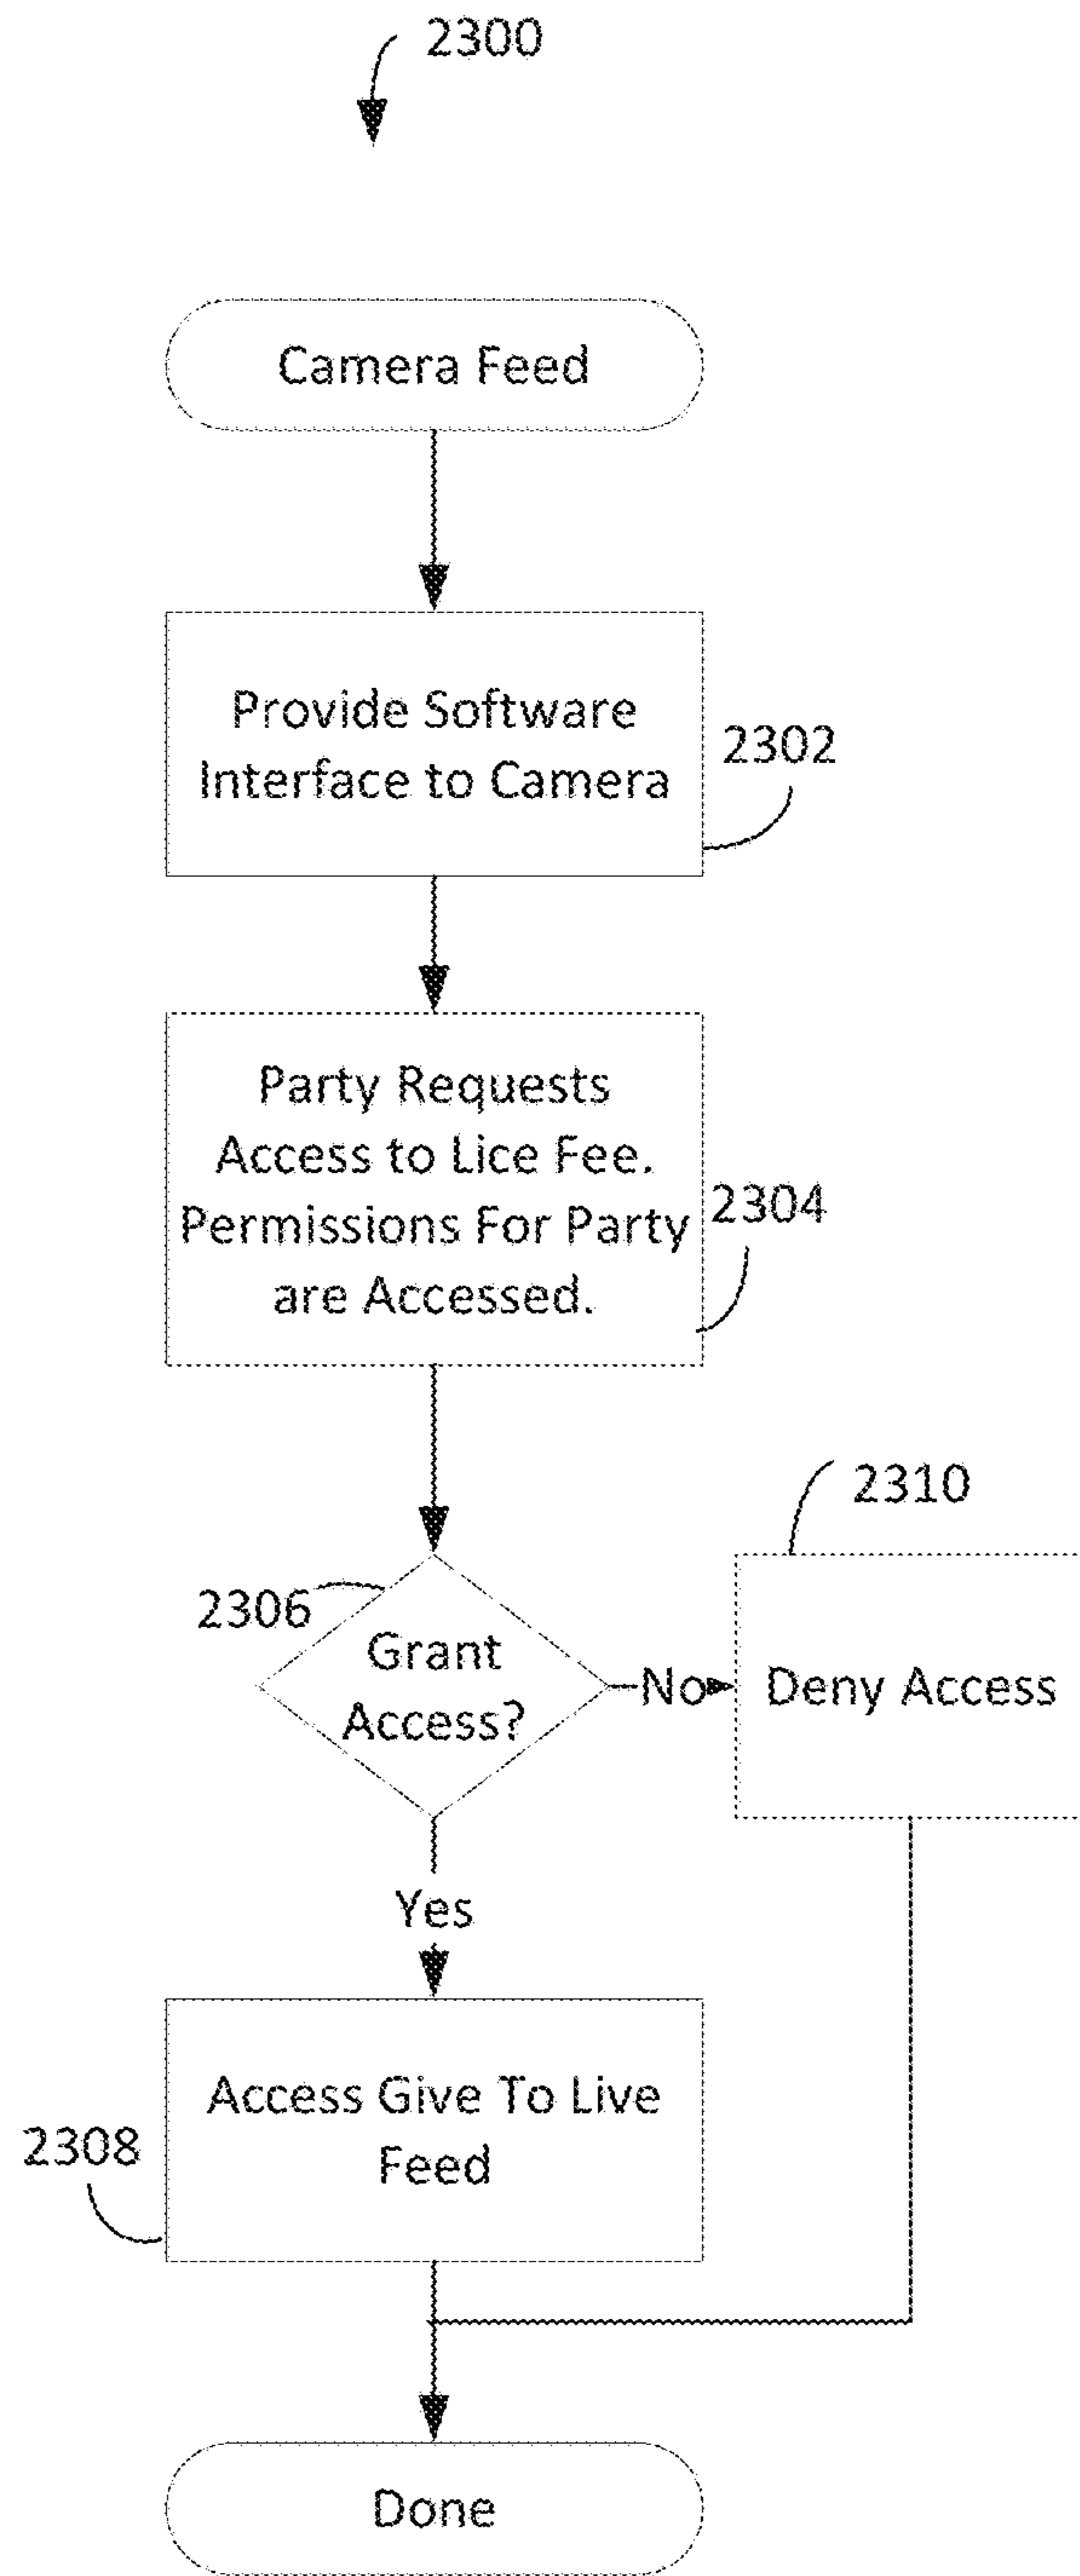 2300
Camera Feed
Provide Software
Interface to Camera
2302
Party Requests
Access to Lice Fee.
Permissions For Party
are Accessed.
2304
2306
Grant
Access?
No
2310
Deny Access
Yes
Access Give To Live
Feed
2308
Done